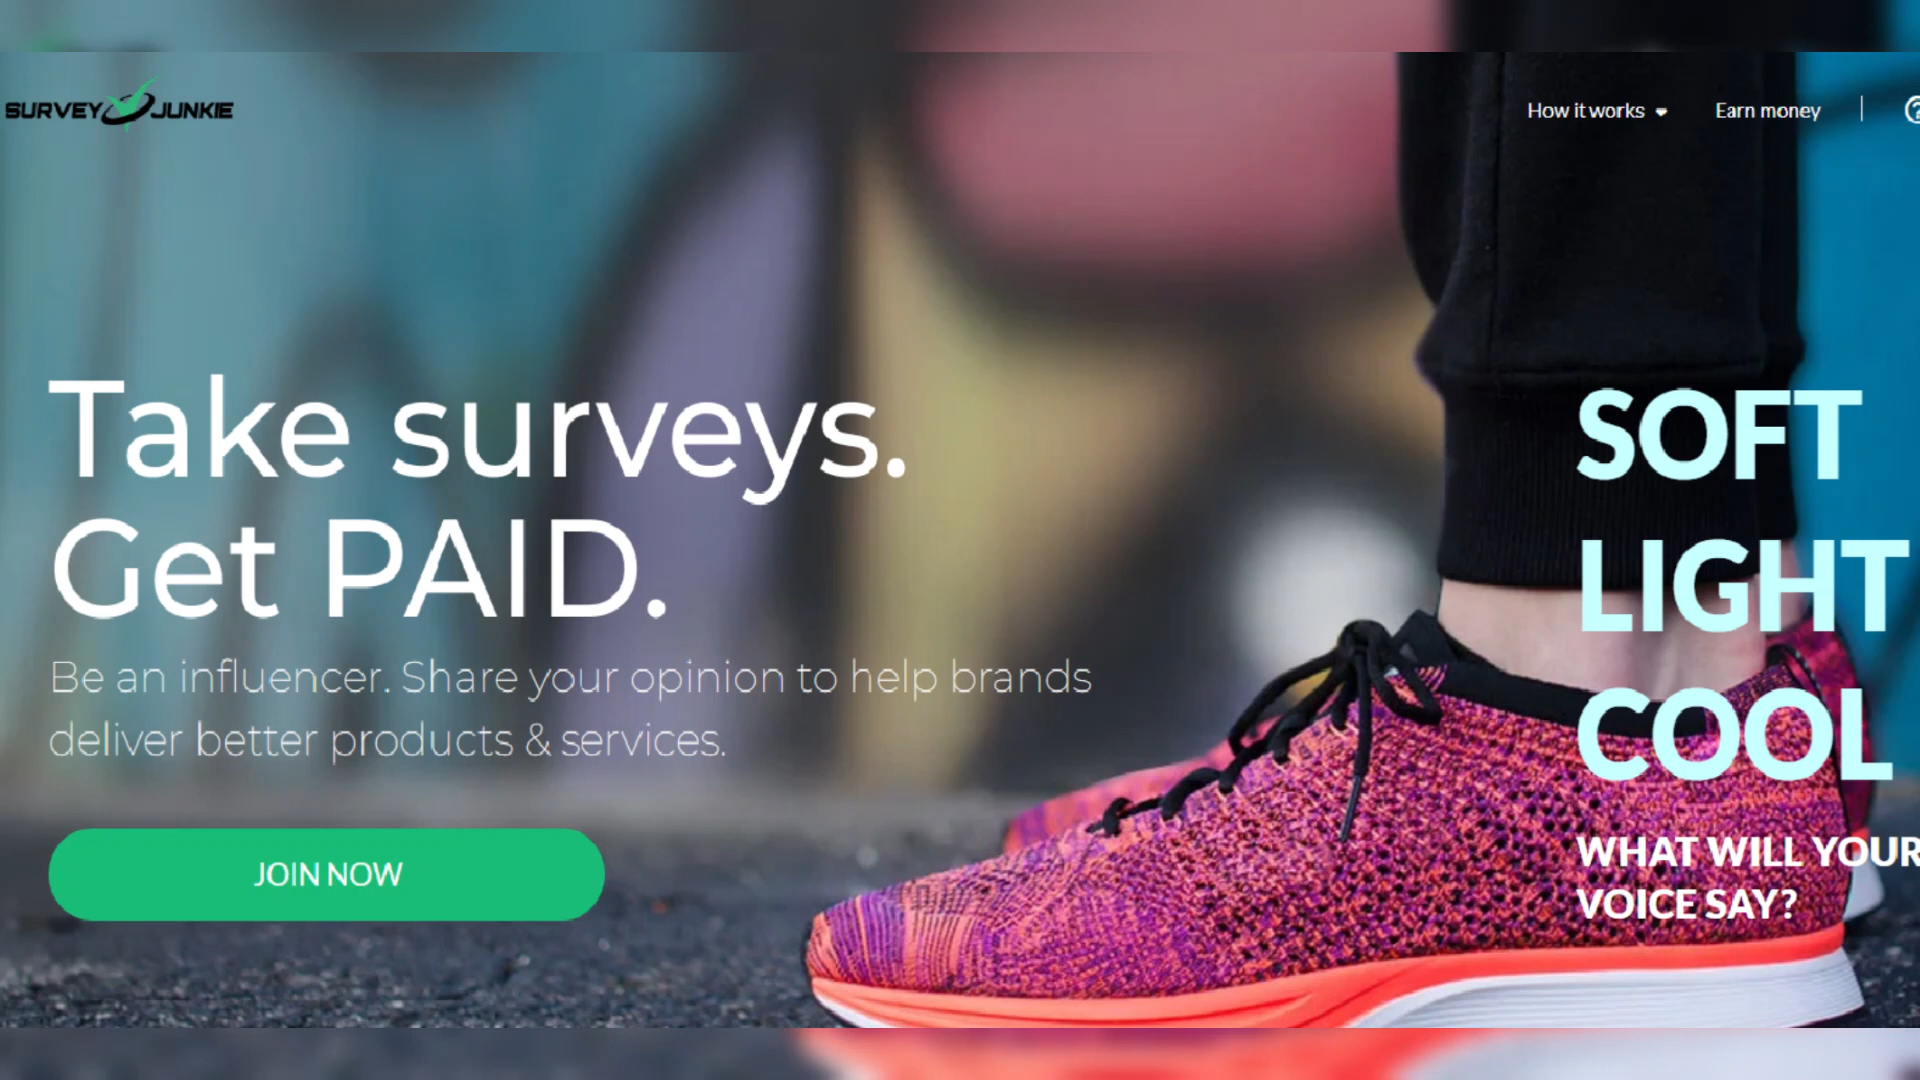 SURVEY JUNKIE
How it works
Earn money
Take surveys.
Get PAID.
Be an influencer. Share your opinion to help brands
deliver better products & services.
JOIN NOW
SOFT
LIGHT
COOL
WHAT WILL YOUR
VOICE SAY?